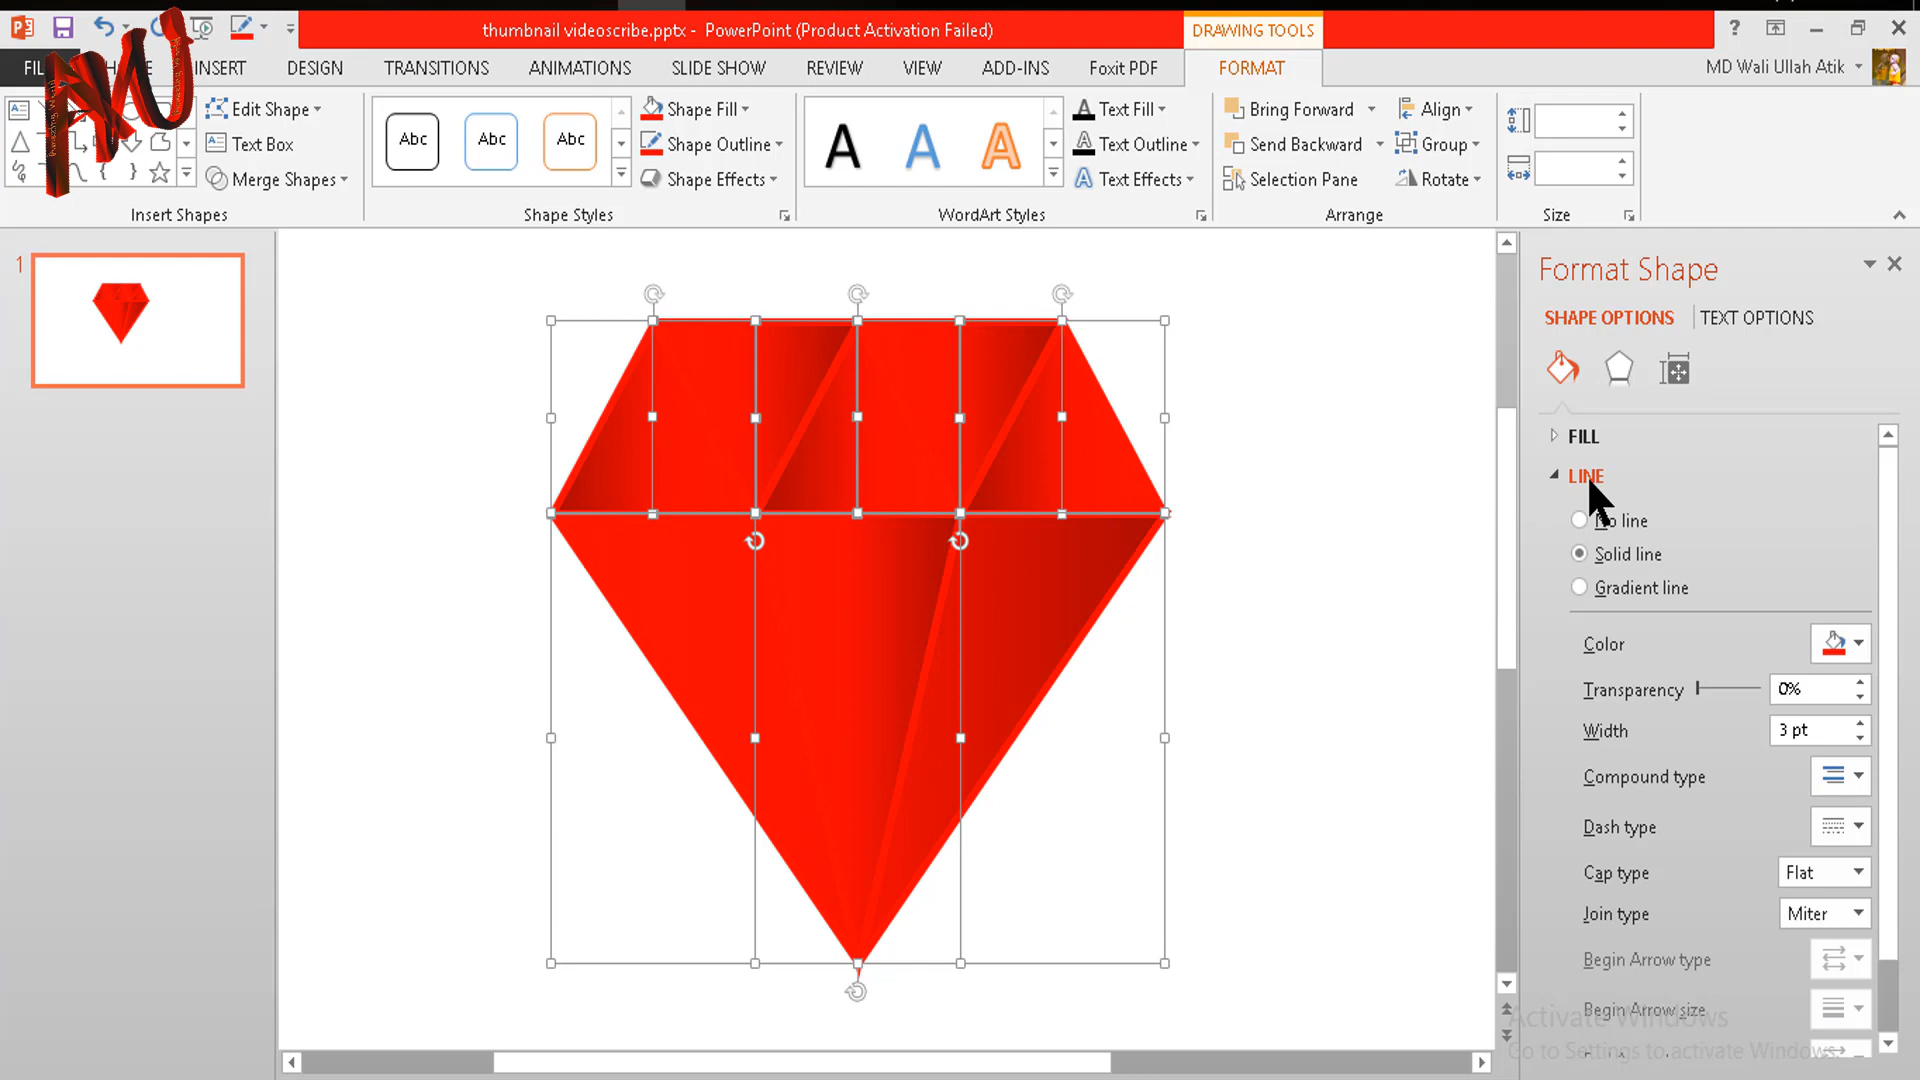 thumbnail videoscribe.pptx - PowerPoint (Product Activation Failed)
DRAWING TOOLS
INSERT DESIGN TRANSITIONS ANIMATIONS SLIDE SHOW REVIEW VIEW ADD-INS Foxit PDF FORMAT
MD Wali Ullah Atik
Edit Shape
Text Box
Merge Shapes
Insert Shapes
Abc Abc Abc
Shape Fill
Shape Outline
Shape Effects
Shape Styles
A A A
Text Fill
Text Outline
Text Effects
WordArt Styles
Bring Forward
Send Backward
Selection Pane
Align
Group
Rotate
Arrange
Size
1
Format Shape
SHAPE OPTIONS TEXT OPTIONS
FILL
LINE
No line
Solid line
Gradient line
Color
Transparency 0%
Width 3 pt
Compound type
Dash type
Cap type Flat
Join type Miter
Begin Arrow type
Begin Arrow size
Activate Windows
Go to Settings to activate Windows.